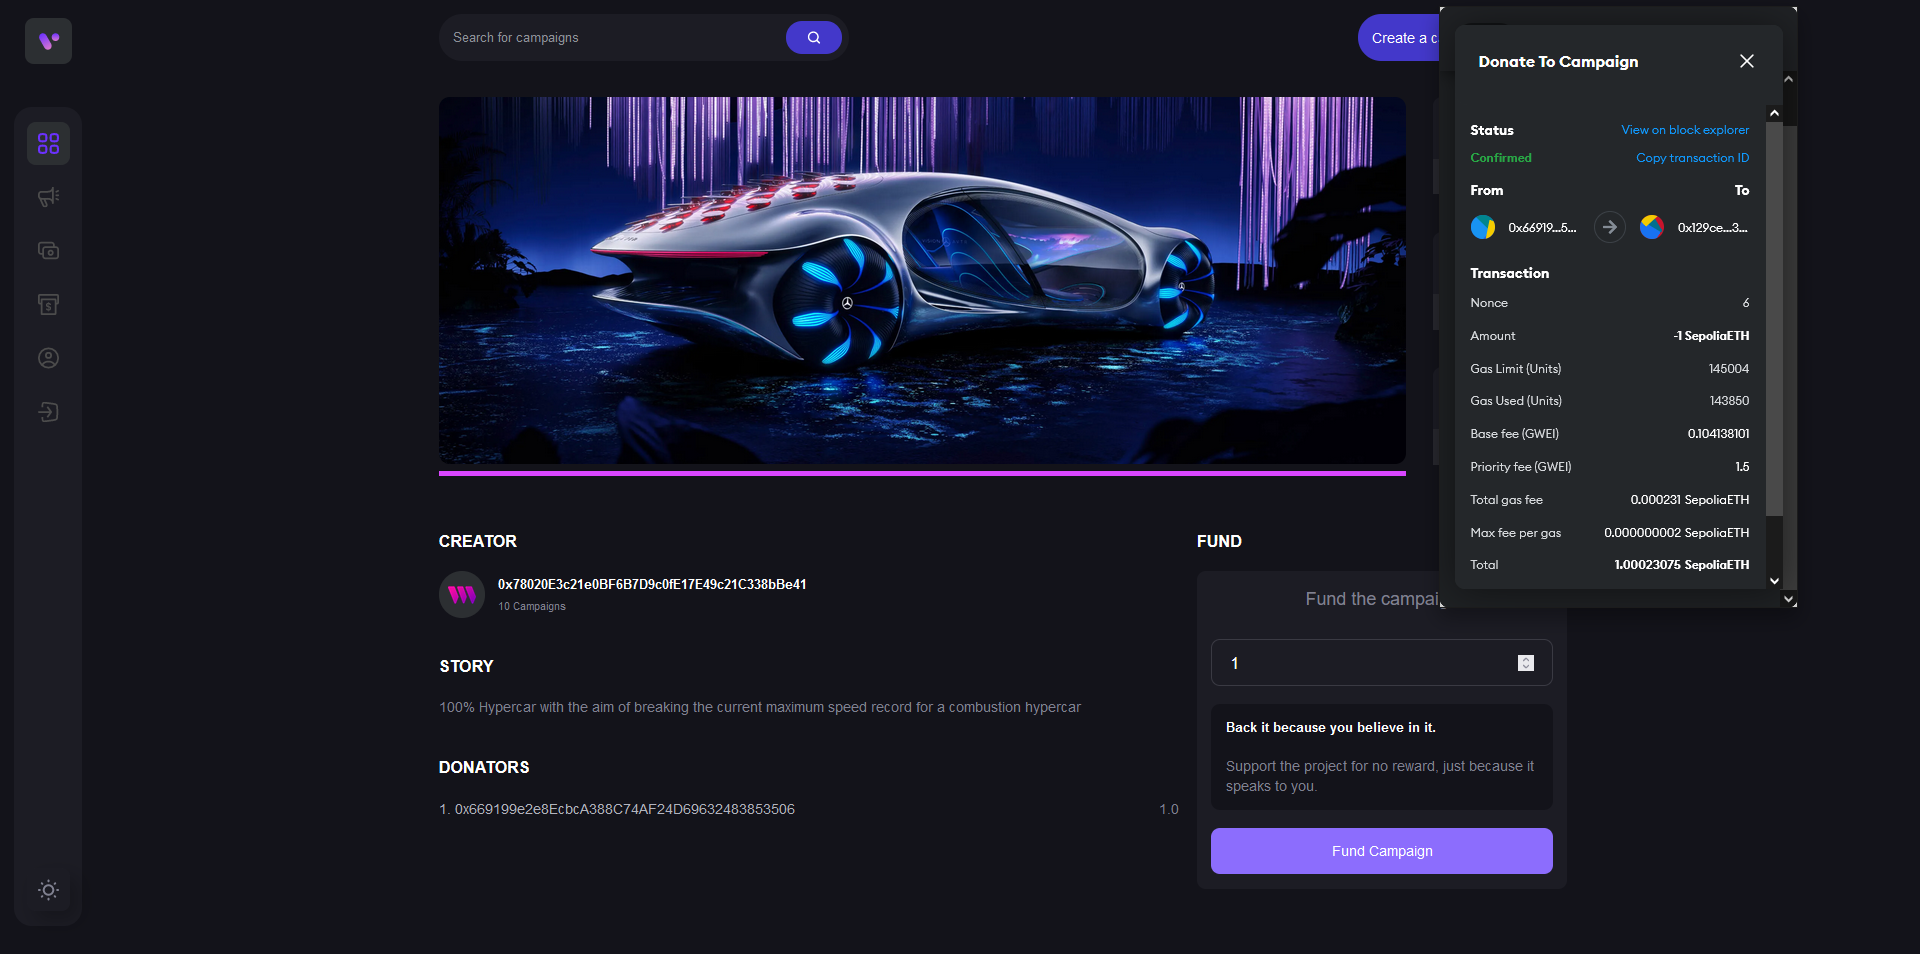 Search for campaigns
Create a c
Donate To Campaign
Status
View on block explorer
Confirmed
Copy transaction ID
From
To
0x66919...5...
0x129ce...3...
Transaction
Nonce
6
Amount
-1 SepoliaETH
Gas Limit (Units)
145004
Gas Used (Units)
143850
Base fee (GWEI)
0.104138101
Priority fee (GWEI)
1.5
Total gas fee
0.000231 SepoliaETH
Max fee per gas
0.000000002 SepoliaETH
Total
1.00023075 SepoliaETH
CREATOR
0x78020E3c21e0BF6B7D9c0fE17E49c21C338bBe41
10 Campaigns
STORY
100% Hypercar with the aim of breaking the current maximum speed record for a combustion hypercar
DONATORS
1. 0x669199e2e8EcbcA388C74AF24D69632483853506
1.0
FUND
Fund the campai
1
Back it because you believe in it.
Support the project for no reward, just because it
speaks to you.
Fund Campaign